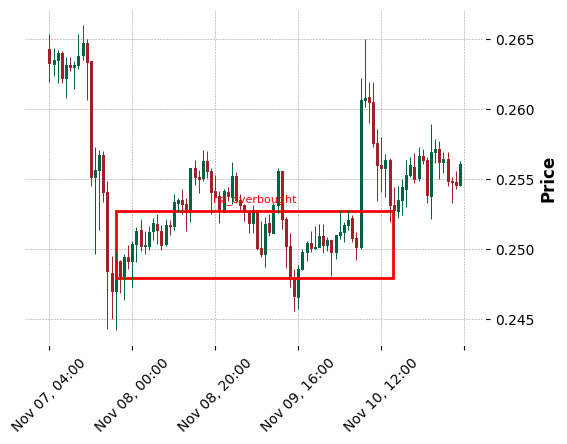 0.265
0.260
0.255
0.250
0.245
Price
rsi_overbought
Nov 07, 04:00
Nov 08, 00:00
Nov 08, 20:00
Nov 09, 16:00
Nov 10, 12:00